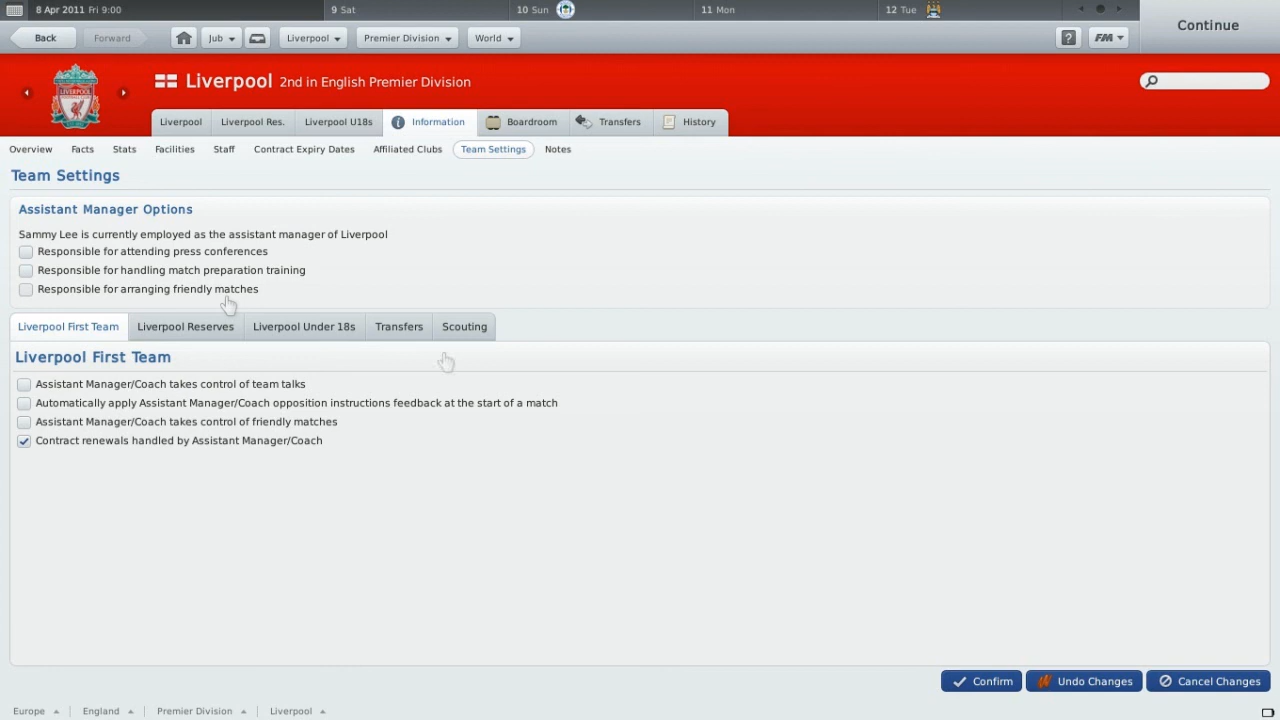 8 Apr 2011 Fri 9:00 9 Sat 10 Sun 11 Mon 12 Tue
Continue
Back Forward Job Liverpool Premier Division World ? FM
Liverpool 2nd in English Premier Division
Liverpool Liverpool Res. Liverpool U18s Information Boardroom Transfers History
Overview Facts Stats Facilities Staff Contract Expiry Dates Affiliated Clubs Team Settings Notes
Team Settings
Assistant Manager Options
Sammy Lee is currently employed as the assistant manager of Liverpool
Responsible for attending press conferences
Responsible for handling match preparation training
Responsible for arranging friendly matches
Liverpool First Team Liverpool Reserves Liverpool Under 18s Transfers Scouting
Liverpool First Team
Assistant Manager/Coach takes control of team talks
Automatically apply Assistant Manager/Coach opposition instructions feedback at the start of a match
Assistant Manager/Coach takes control of friendly matches
Contract renewals handled by Assistant Manager/Coach
Confirm Undo Changes Cancel Changes
Europe England Premier Division Liverpool